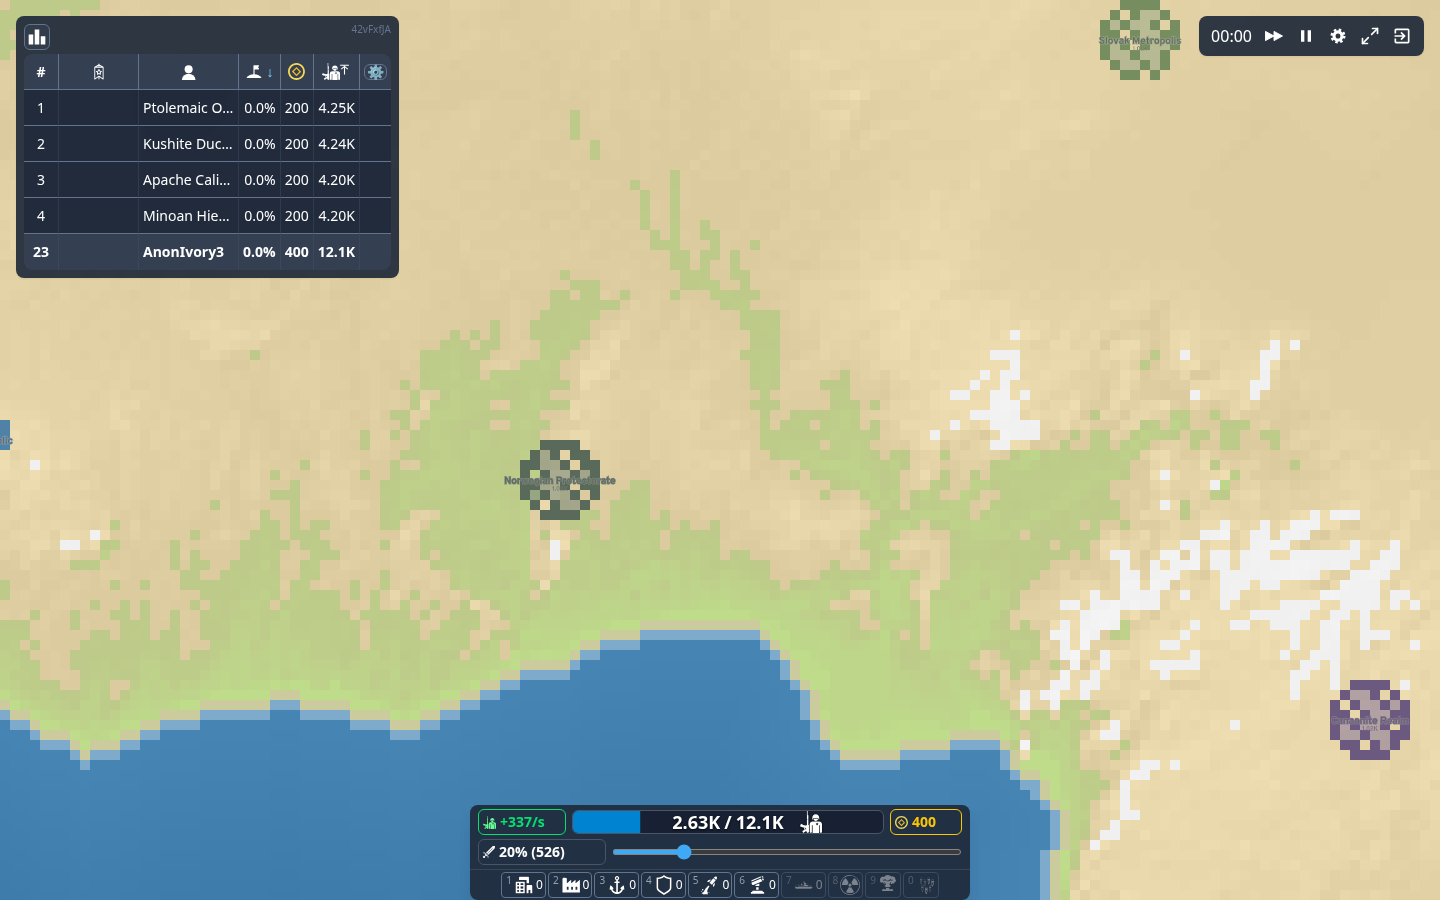 42vFxfJA
# ↓
1 Ptolemaic O... 0.0% 200 4.25K
2 Kushite Duc... 0.0% 200 4.24K
3 Apache Cali... 0.0% 200 4.20K
4 Minoan Hie... 0.0% 200 4.20K
23 AnonIvory3 0.0% 400 12.1K
00:00
Slovak Metropolis
Norwegian Protectorate
+337/s 2.63K / 12.1K 400
20% (526)
1 0 2 0 3 0 4 0 5 0 6 0 7 0 8 9 0